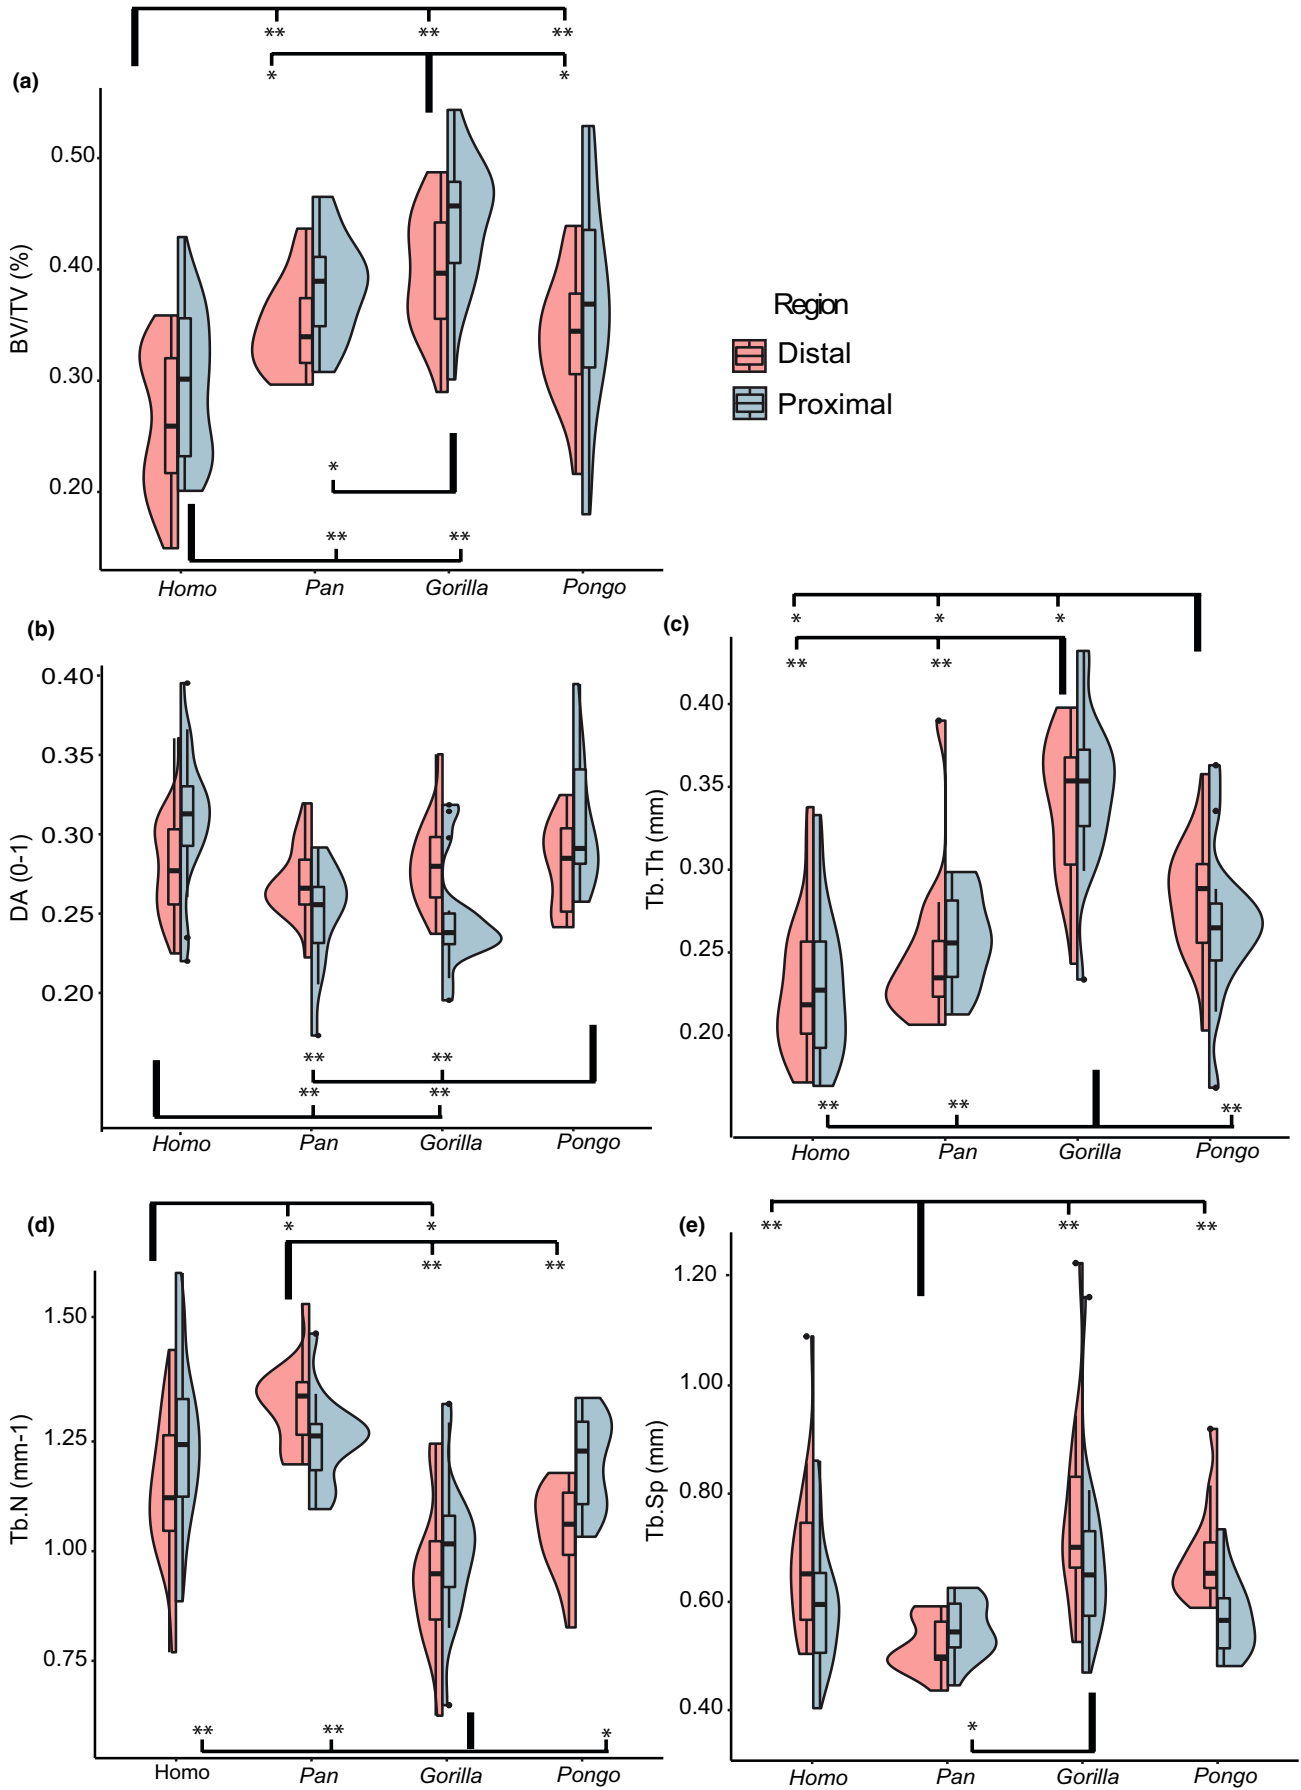 ** ** **
(a) * *
0.50
0.40
0.30
0.20
BV/TV (%)
*
** **
Homo Pan Gorilla Pongo
Region
Distal
Proximal
(b)
0.40
0.35
0.30
0.25
0.20
DA (0-1)
** **
** **
Homo Pan Gorilla Pongo
(c)
* * *
** **
0.40
0.35
0.30
0.25
0.20
Tb.Th (mm)
** ** **
Homo Pan Gorilla Pongo
(d)
* *
** **
1.50
1.25
1.00
0.75
Tb.N (mm-1)
** ** *
Homo Pan Gorilla Pongo
(e)
** ** **
1.20
1.00
0.80
0.60
0.40
Tb.Sp (mm)
*
Homo Pan Gorilla Pongo